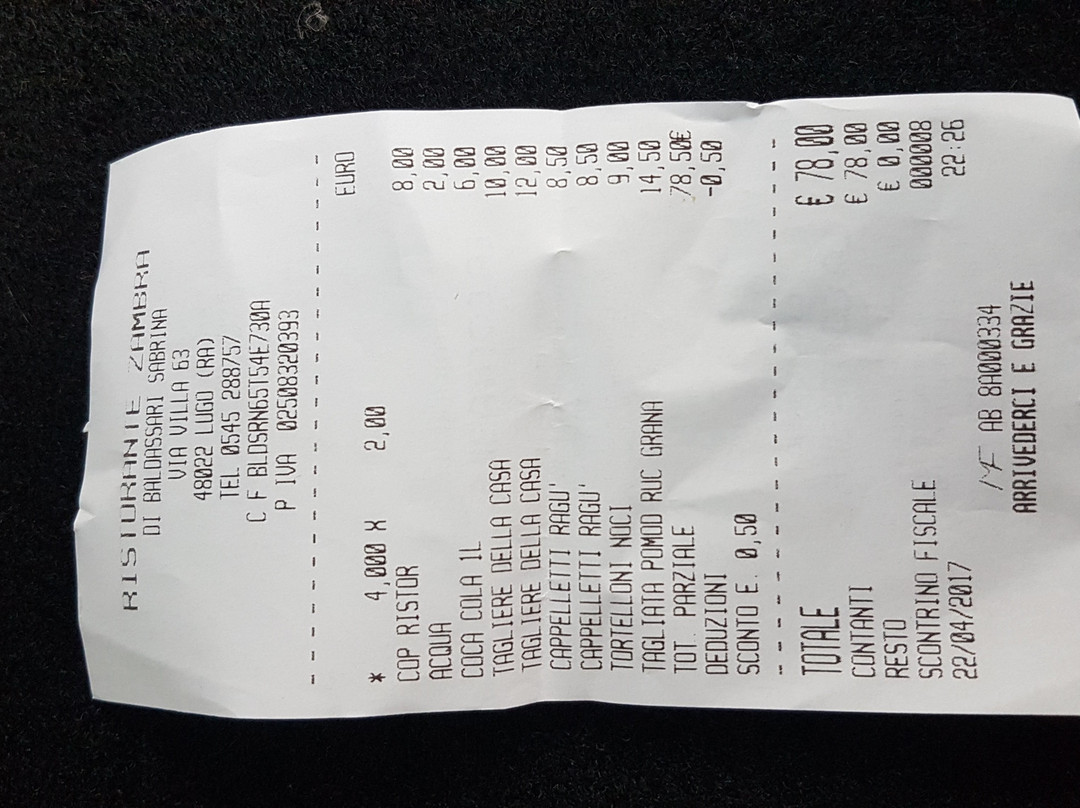 RISTORANTE ZAMBRA
DI BALDASSARI SABRINA
VIA VILLA 63
48022 LUGO (RA)
TEL 0545 288757
C F BLDSRN65T54E730A
P IVA 02508320393
EURO
* 4,000 X 2,00
COP RISTOR 8,00
ACQUA 2,00
COCA COLA 1L 6,00
TAGLIERE DELLA CASA 10,00
TAGLIERE DELLA CASA 12,00
CAPPELLETTI RAGU' 8,50
CAPPELLETTI RAGU' 8,50
TORTELLONI NOCI 9,00
TAGLIATA POMOD RUC GRANA 14,50
TOT. PARZIALE 78,50€
DEDUZIONI -0,50
SCONTO E. 0,50
TOTALE € 78,00
CONTANTI € 78,00
RESTO € 0,00
SCONTRINO FISCALE 000008
22/04/2017 22:26
MF AB 8A000334
ARRIVEDERCI E GRAZIE